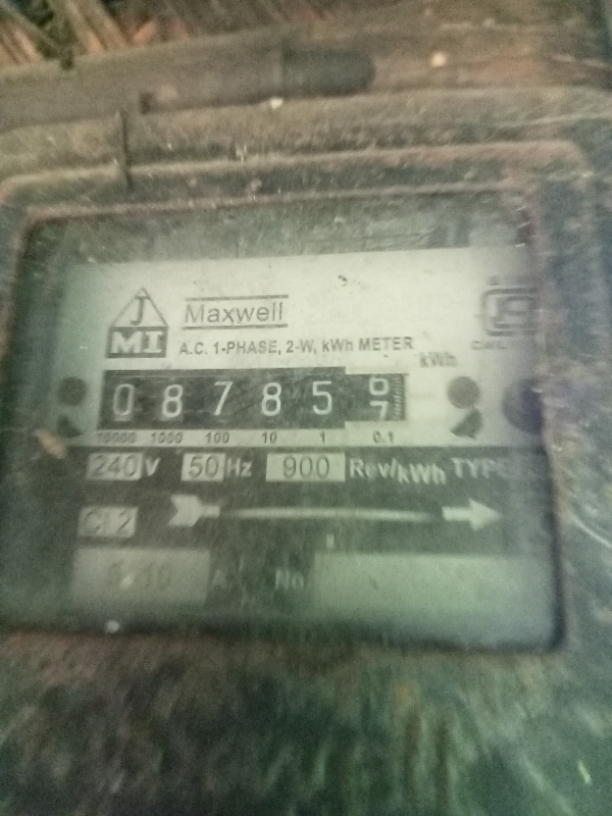 J
MI
Maxwell
A.C. 1-PHASE, 2-W, kWh METER
kWh
0 8 7 8 5 6
7
10000 1000 100 10 1 0.1
240 V 50 Hz 900 Rev/kWh TYPE
Cl 2
No